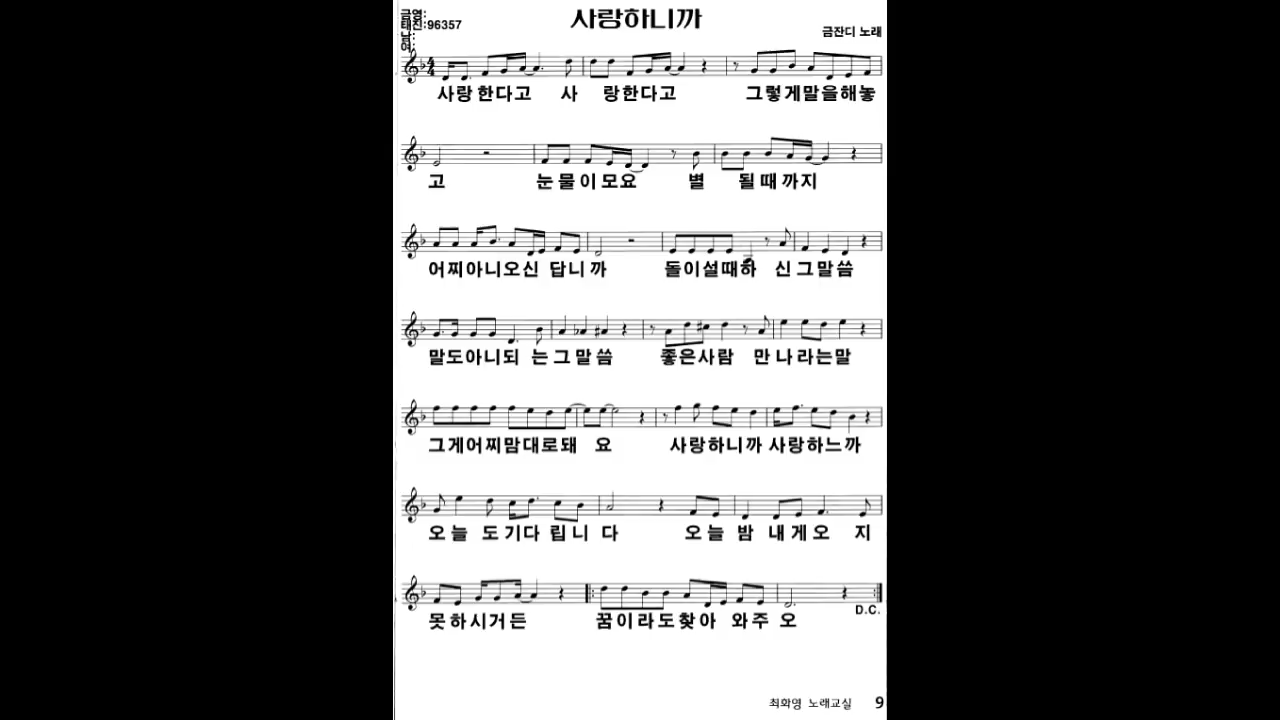 사랑하니까
금영:
태진:96357
남:
여:
금잔디 노래
사랑한다고 사 랑한다고 그렇게말을해놓
고 눈물이모요 별 될때까지
어찌아니오신 답니까 돌이설때하 신그말씀
말도아니되 는그말씀 좋은사람 만나라는말
그게어찌맘대로돼 요 사랑하니까 사랑하느까
오늘 도기다 립니 다 오늘 밤 내게오 지
못하시거든 꿈이라도찾아 와주 오
D.C.
최화영 노래교실 9